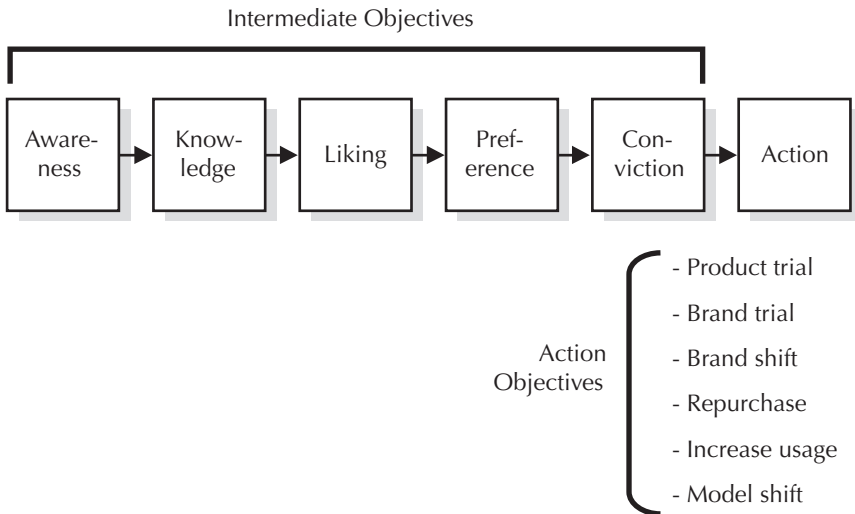 Intermediate Objectives
Aware-
ness
Know-
ledge
Liking
Pref-
erence
Con-
viction
Action
Action
Objectives
- Product trial
- Brand trial
- Brand shift
- Repurchase
- Increase usage
- Model shift